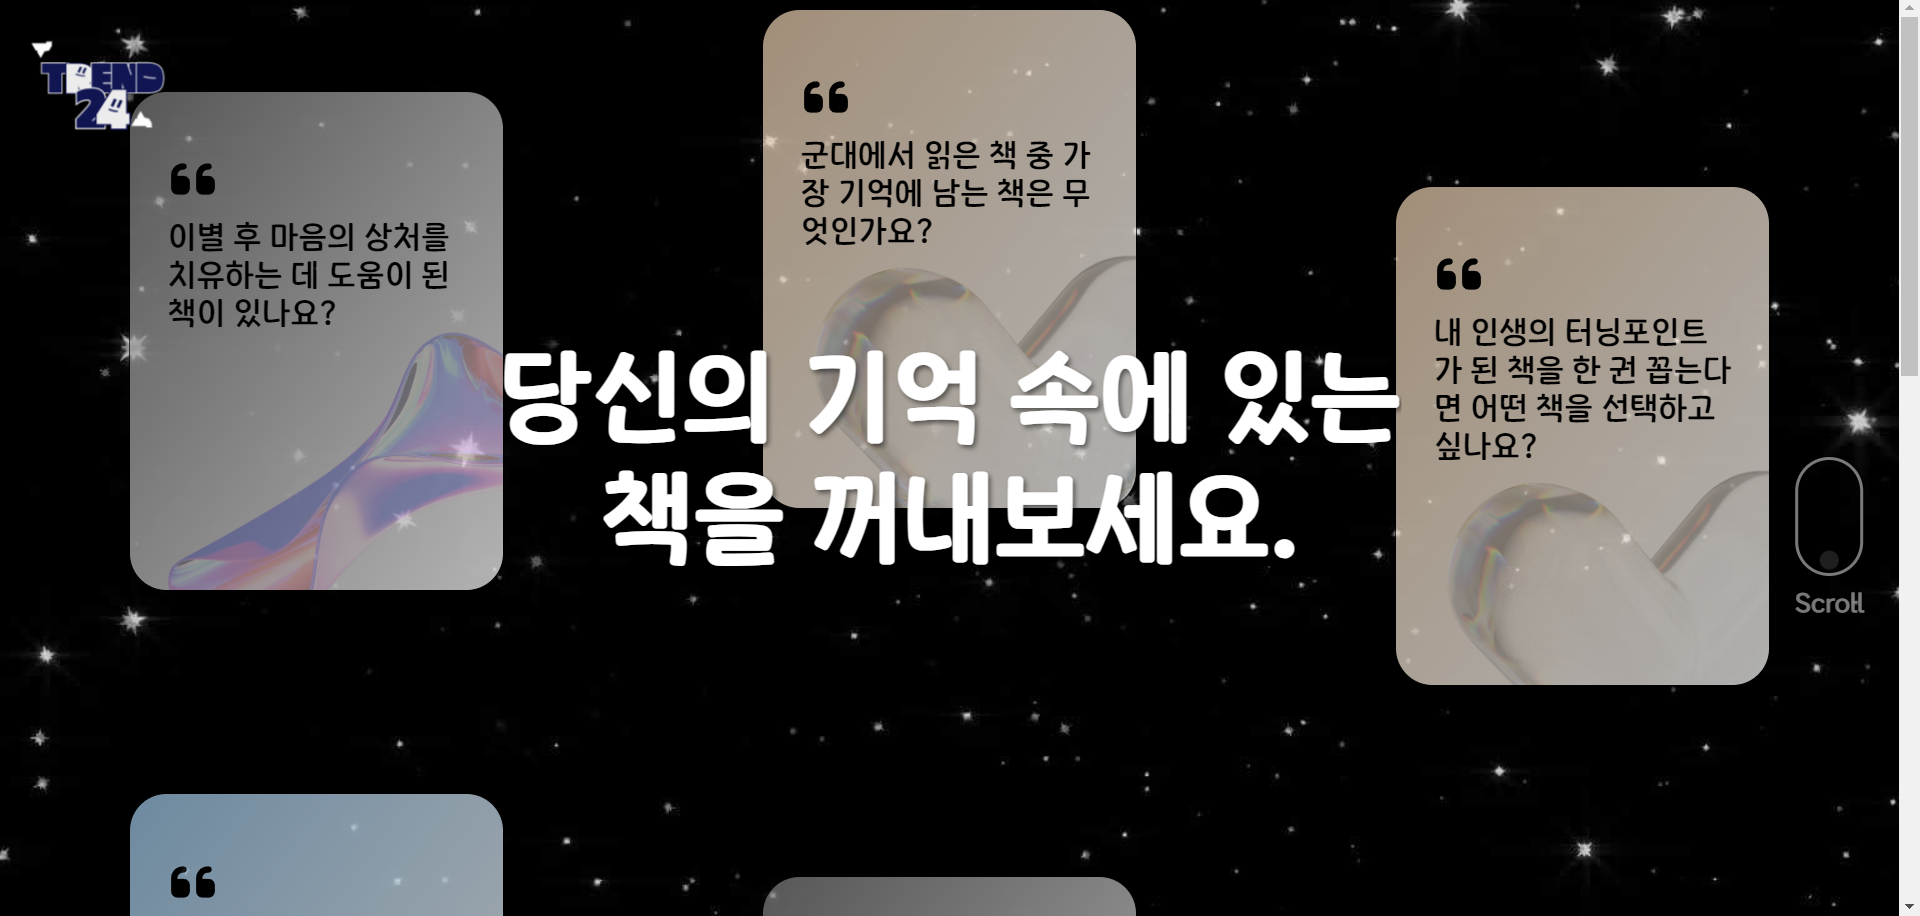 TREND
24
이별 후 마음의 상처를
치유하는 데 도움이 된
책이 있나요?
군대에서 읽은 책 중 가
장 기억에 남는 책은 무
엇인가요?
내 인생의 터닝포인트
가 된 책을 한 권 꼽는다
면 어떤 책을 선택하고
싶나요?
당신의 기억 속에 있는
책을 꺼내보세요.
Scroll